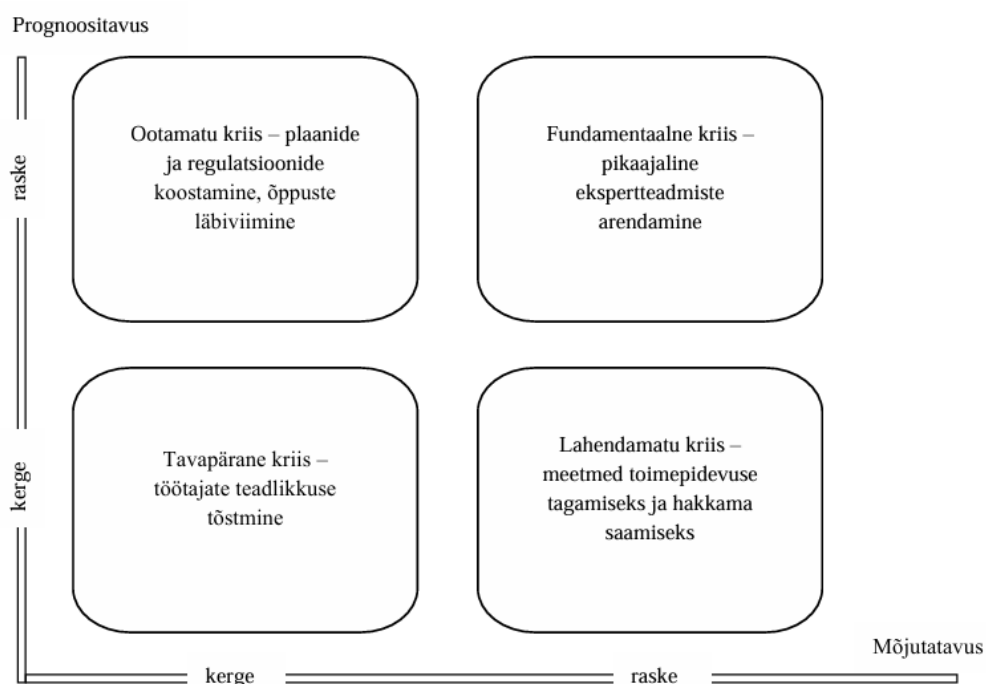 Prognoositavus
raske
Ootamatu kriis – plaanide
ja regulatsioonide
koostamine, õppuste
läbiviimine
Fundamentaalne kriis –
pikaajaline
ekspertteadmiste
arendamine
kerge
Tavapärane kriis –
töötajate teadlikkuse
tõstmine
Lahendamatu kriis –
meetmed toimepidevuse
tagamiseks ja hakkama
saamiseks
Mõjutatavus
kerge
raske